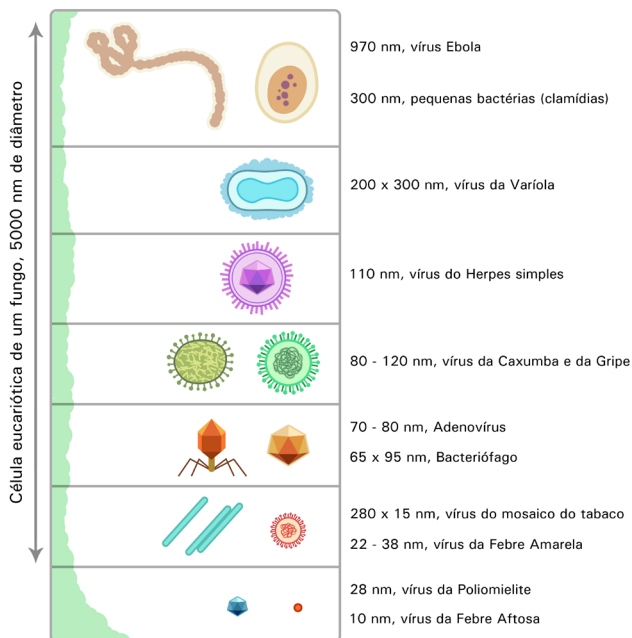 Célula eucariótica de um fungo, 5000 nm de diâmetro
970 nm, vírus Ebola
300 nm, pequenas bactérias (clamídias)
200 x 300 nm, vírus da Varíola
110 nm, vírus do Herpes simples
80 - 120 nm, vírus da Caxumba e da Gripe
70 - 80 nm, Adenovírus
65 x 95 nm, Bacteriófago
280 x 15 nm, vírus do mosaico do tabaco
22 - 38 nm, vírus da Febre Amarela
28 nm, vírus da Poliomielite
10 nm, vírus da Febre Aftosa